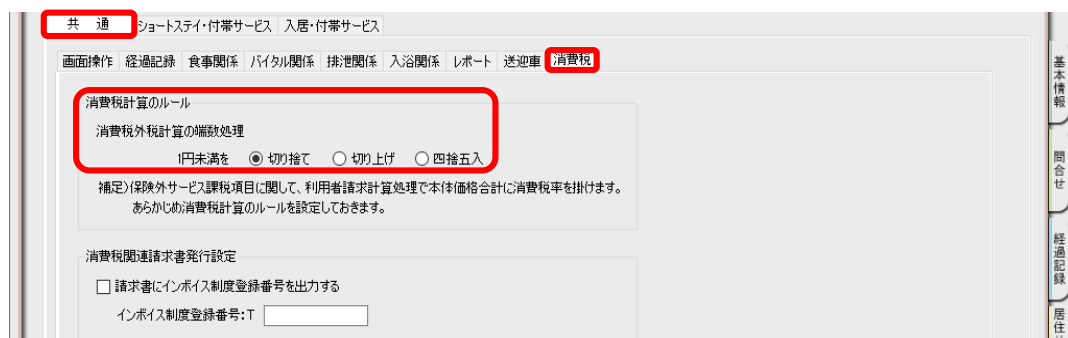 共 通 ショートステイ・付帯サービス 入居・付帯サービス
画面操作 経過記録 食事関係 バイタル関係 排泄関係 入浴関係 レポート 送迎車 消費税
消費税計算のルール
消費税外税計算の端数処理
1円未満を 切り捨て 切り上げ 四捨五入
補足)保険外サービス課税項目に関して、利用者請求計算処理で本体価格合計に消費税率を掛けます。
あらかじめ消費税計算のルールを設定しておきます。
消費税関連請求書発行設定
請求書にインボイス制度登録番号を出力する
インボイス制度登録番号:T
基本情報
問合せ
経過記録
居住